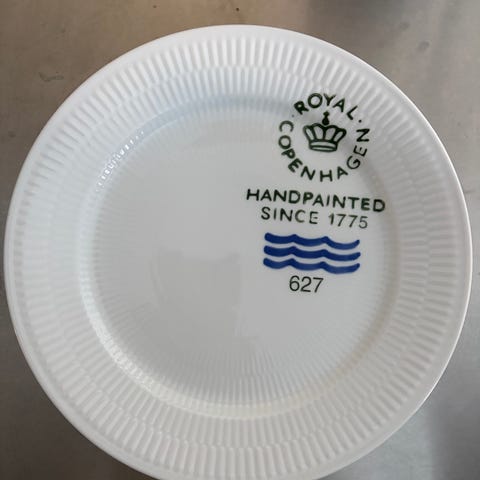 ROYAL
COPENHAGEN
HANDPAINTED
SINCE 1775
627